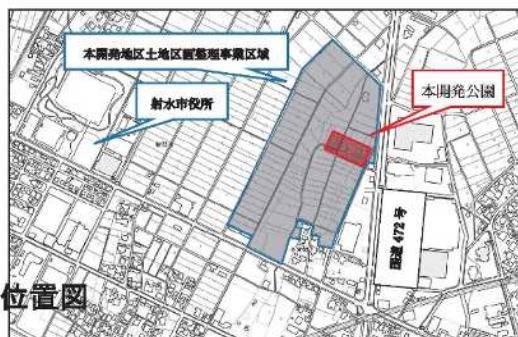 本開発地区土地区画整理事業区域
射水市役所
本開発公園
国道472号
位置図